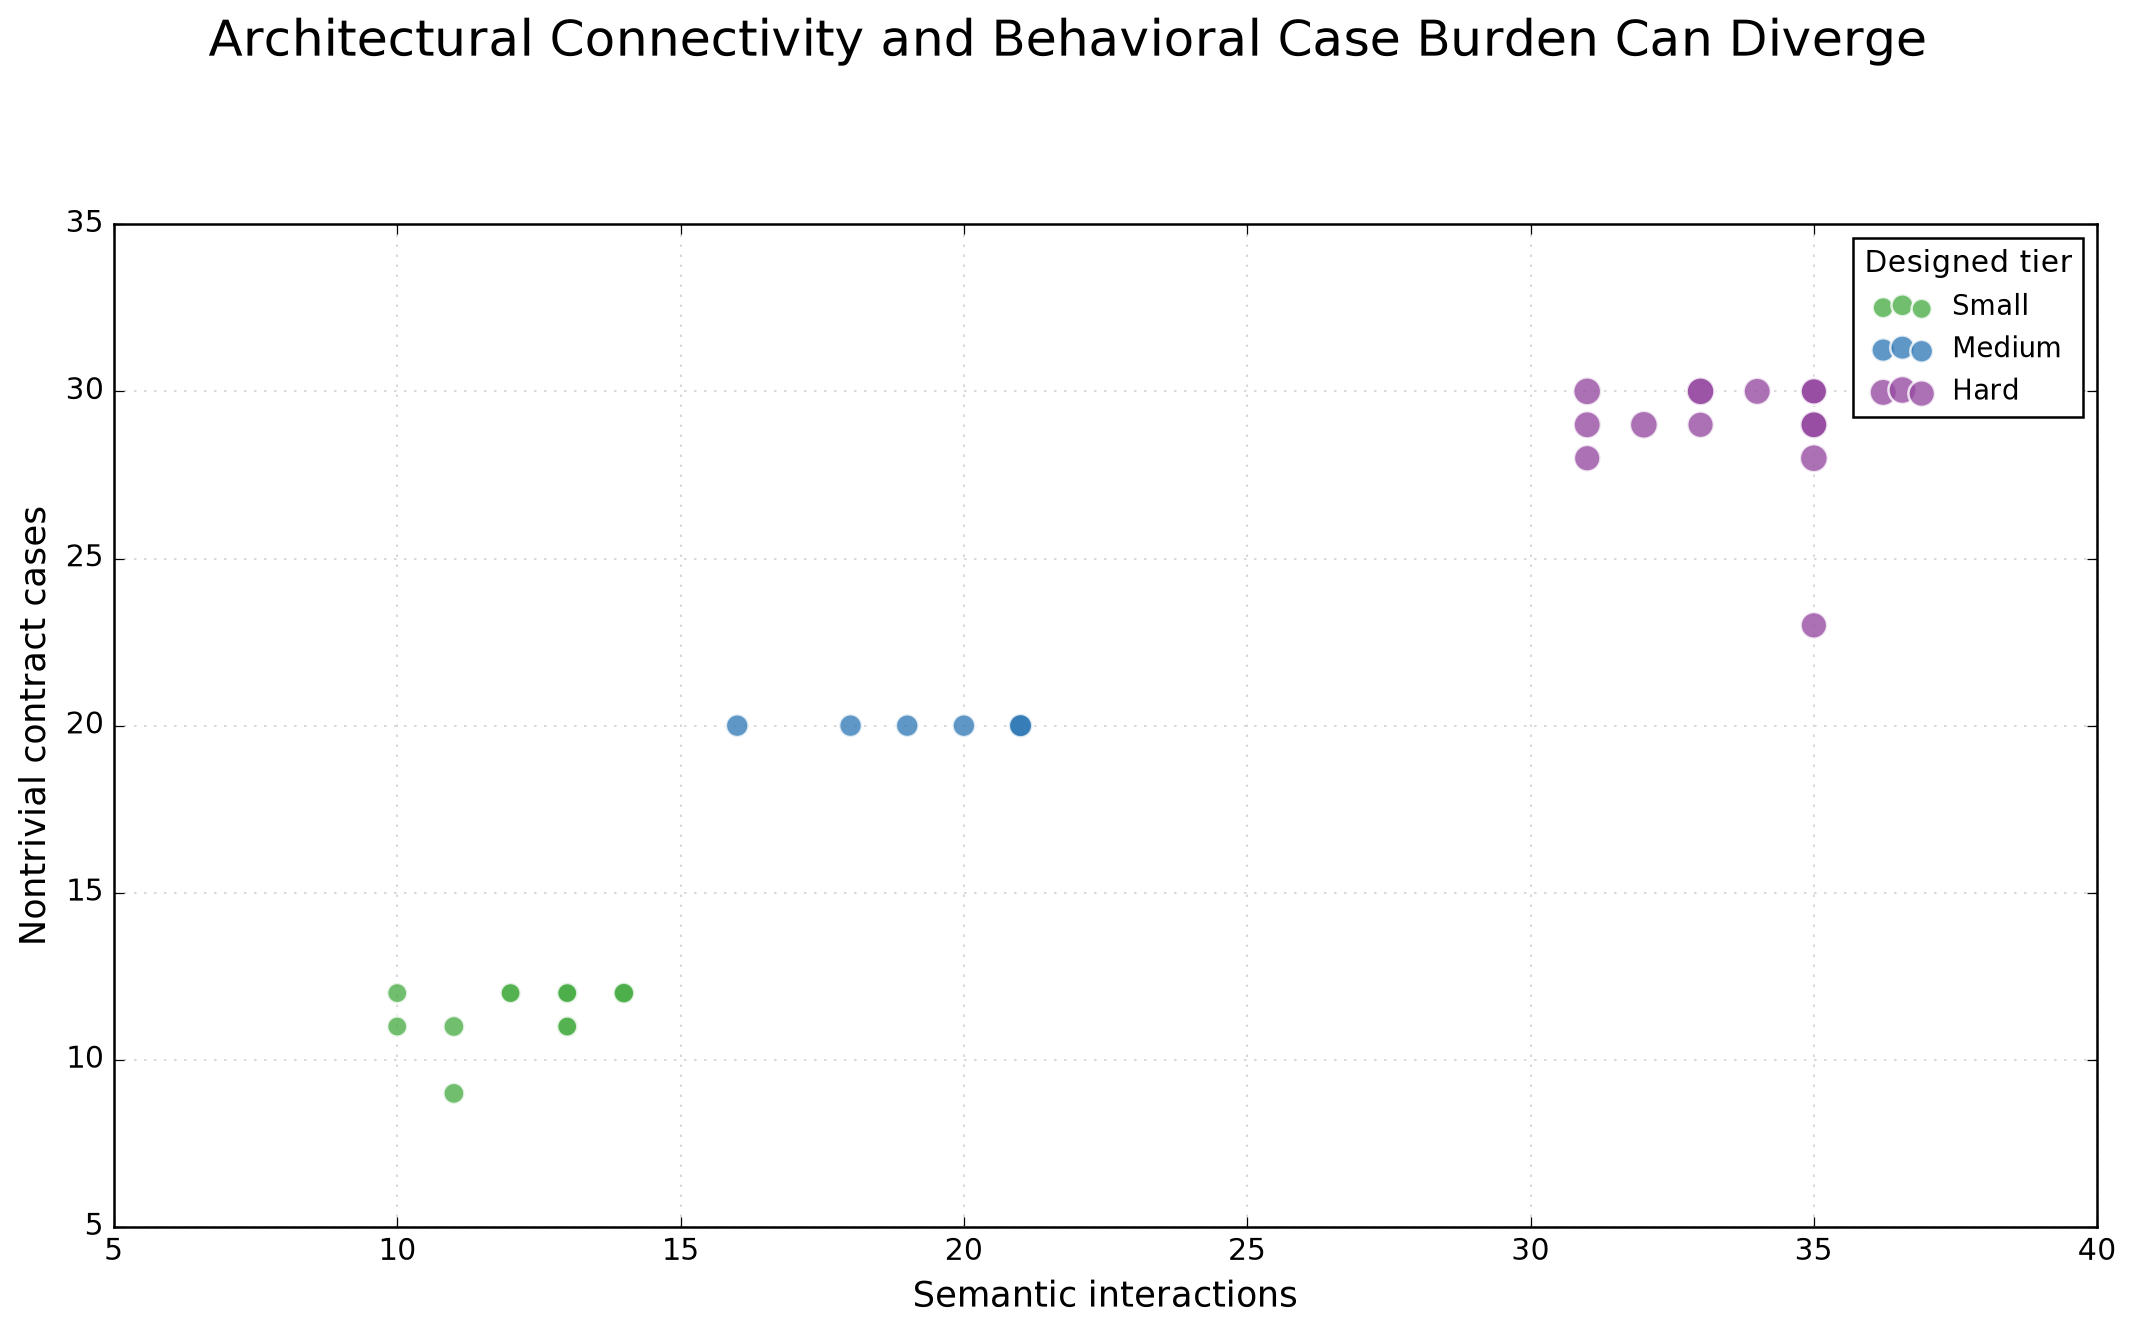 Architectural Connectivity and Behavioral Case Burden Can Diverge
35
30
25
20
15
10
5
Nontrivial contract cases
Designed tier
Small
Medium
Hard
5 10 15 20 25 30 35 40
Semantic interactions